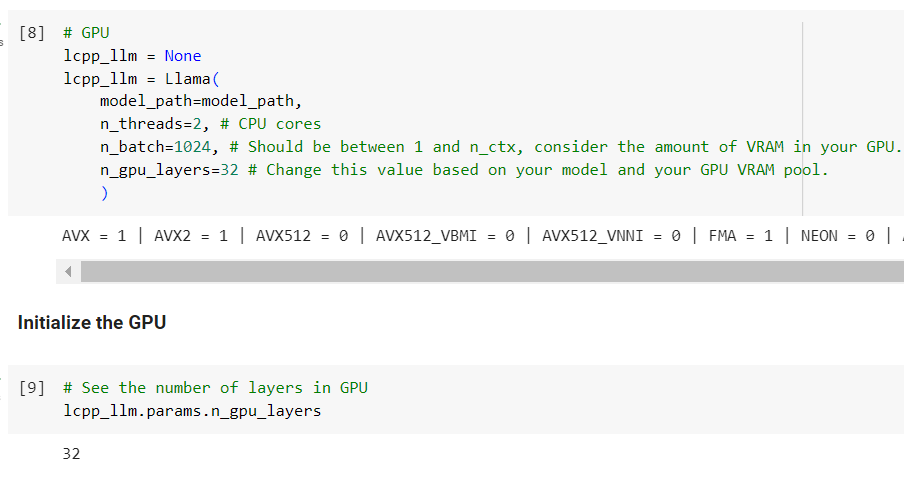 [8] # GPU
lcpp_llm = None
lcpp_llm = Llama(
model_path=model_path,
n_threads=2, # CPU cores
n_batch=1024, # Should be between 1 and n_ctx, consider the amount of VRAM in your GPU.
n_gpu_layers=32 # Change this value based on your model and your GPU VRAM pool.
)
AVX = 1 | AVX2 = 1 | AVX512 = 0 | AVX512_VBMI = 0 | AVX512_VNNI = 0 | FMA = 1 | NEON = 0 |
Initialize the GPU
[9] # See the number of layers in GPU
lcpp_llm.params.n_gpu_layers
32